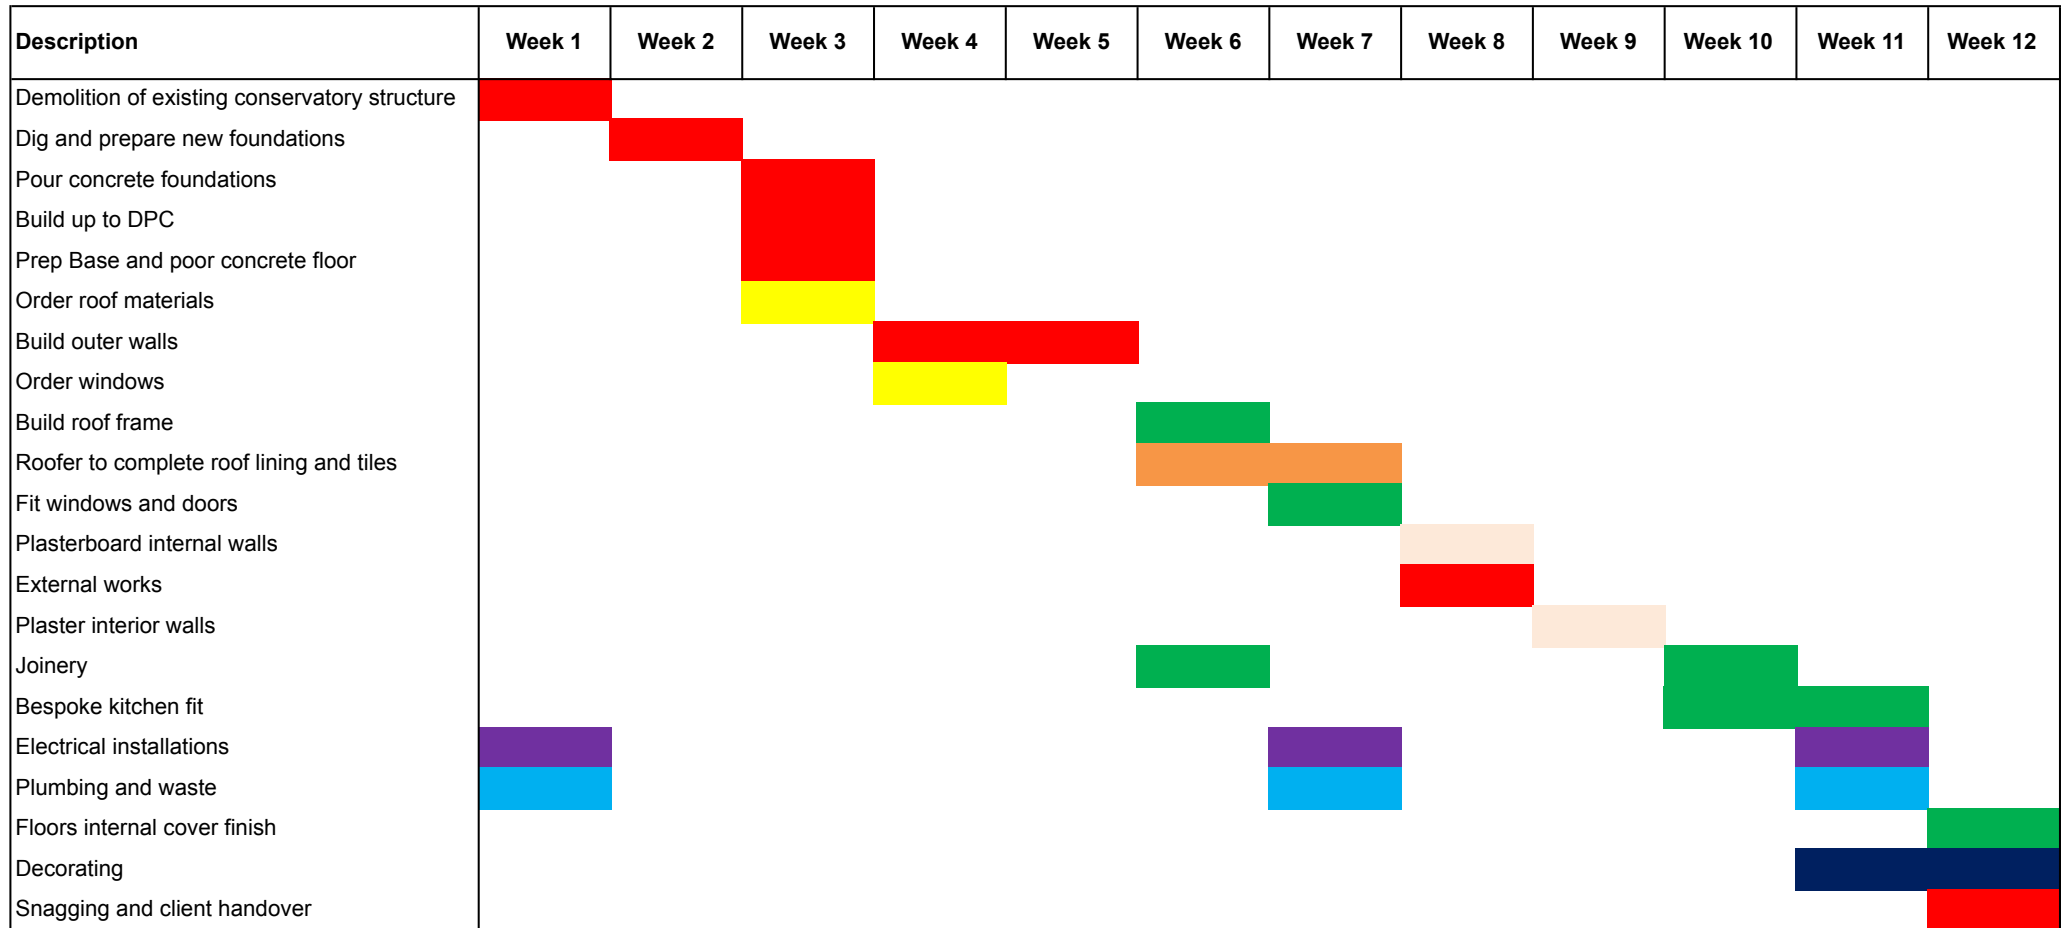 Description Week 1 Week 2 Week 3 Week 4 Week 5 Week 6 Week 7 Week 8 Week 9 Week 10 Week 11 Week 12
Demolition of existing conservatory structure
Dig and prepare new foundations
Pour concrete foundations
Build up to DPC
Prep Base and poor concrete floor
Order roof materials
Build outer walls
Order windows
Build roof frame
Roofer to complete roof lining and tiles
Fit windows and doors
Plasterboard internal walls
External works
Plaster interior walls
Joinery
Bespoke kitchen fit
Electrical installations
Plumbing and waste
Floors internal cover finish
Decorating
Snagging and client handover